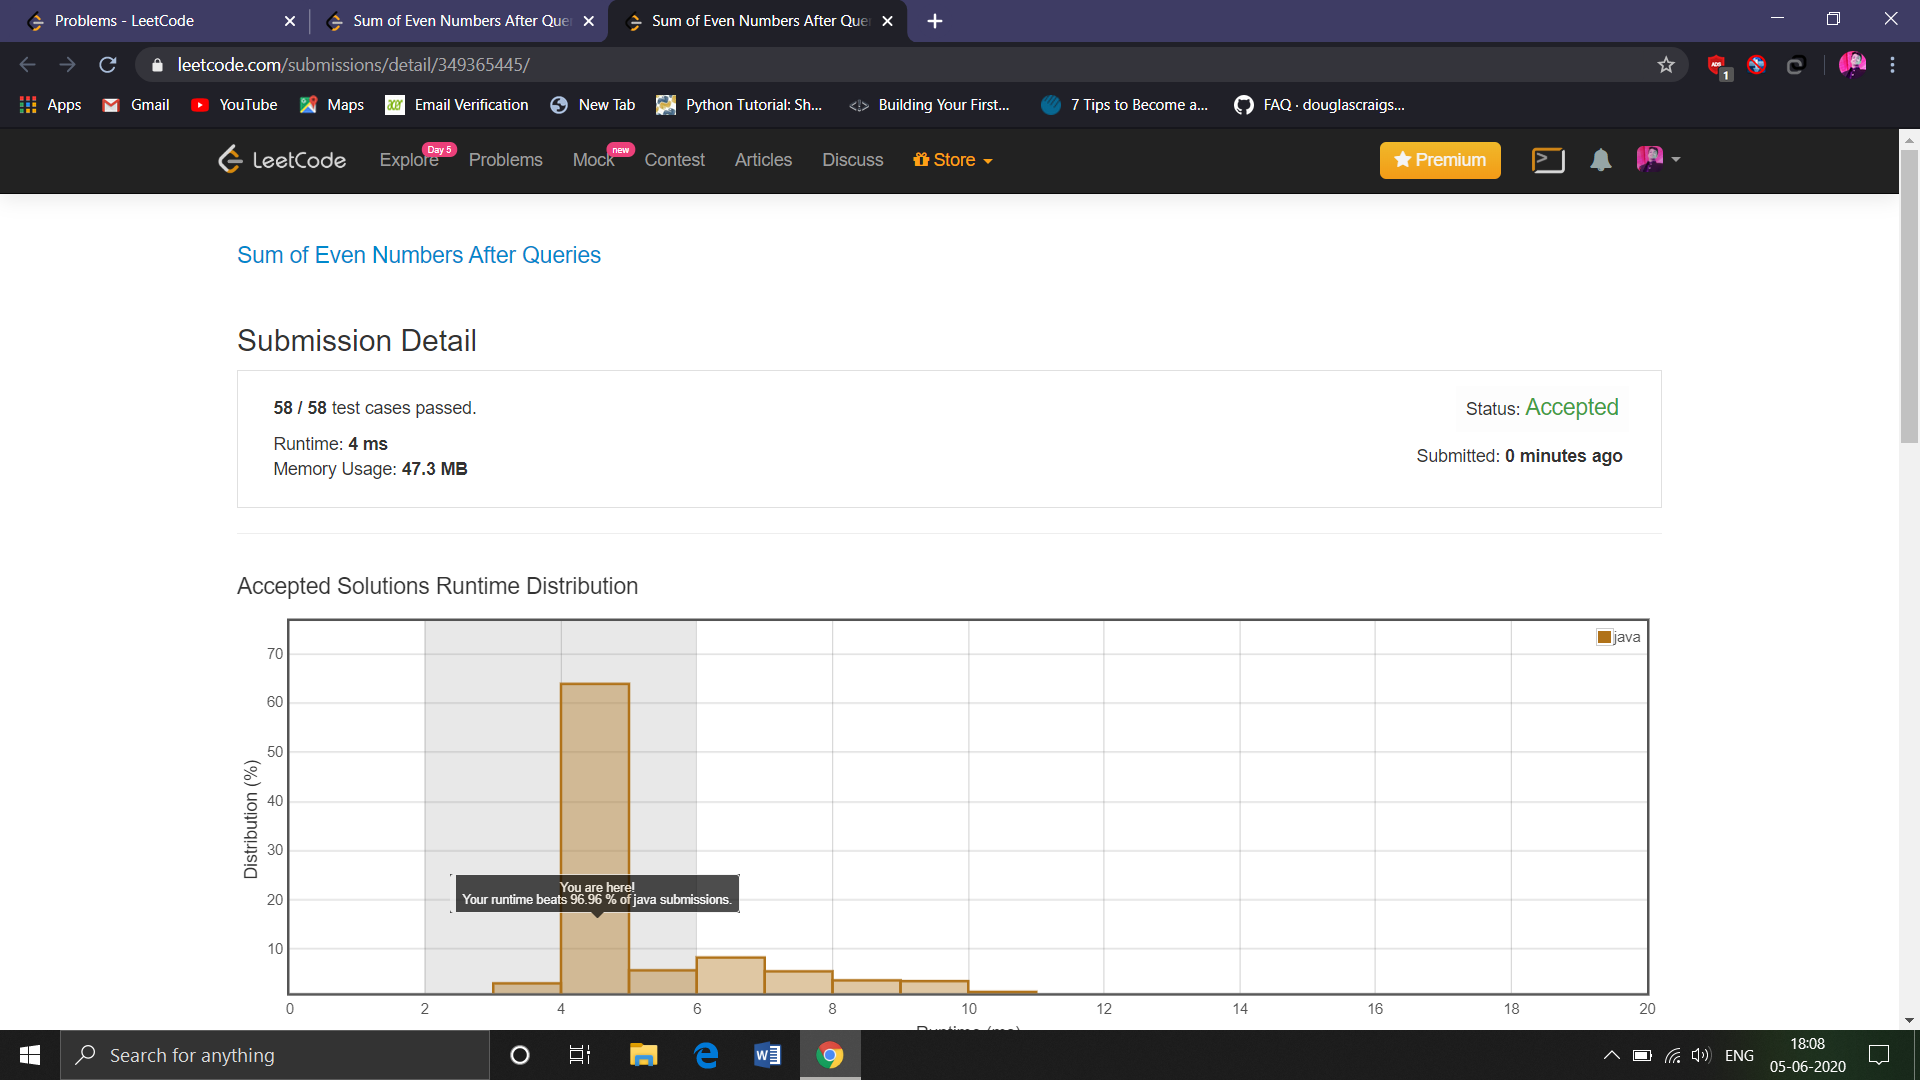 Problems - LeetCode
Sum of Even Numbers After Que
Sum of Even Numbers After Que
leetcode.com/submissions/detail/349365445/
ADS
1
Apps
Gmail
YouTube
Maps
acer
Email Verification
New Tab
Python Tutorial: Sh...
Building Your First...
7 Tips to Become a...
FAQ · douglascraigs...
LeetCode
Explore
Day 5
Problems
Mock
new
Contest
Articles
Discuss
Store
Premium
Sum of Even Numbers After Queries
Submission Detail
58 / 58 test cases passed.
Status: Accepted
Runtime: 4 ms
Memory Usage: 47.3 MB
Submitted: 0 minutes ago
Accepted Solutions Runtime Distribution
java
70
60
50
40
30
20
10
Distribution (%)
You are here!
Your runtime beats 96.96 % of java submissions.
0 2 4 6 8 10 12 14 16 18 20
Runtime (ms)
Search for anything
ENG
18:08
05-06-2020